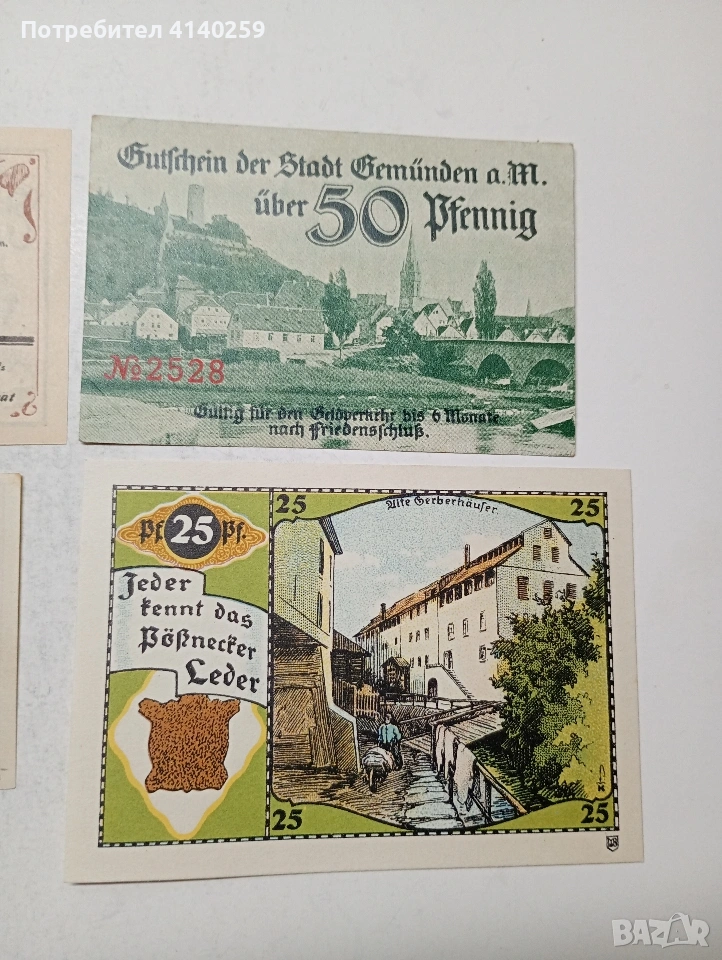 Потребител 4140259
Gutschein der Stadt Gemünden a.M.
über 50 Pfennig
№2528
Gültig für den Geldverkehr bis 6 Monate
nach Friedensschluß.
25
Alte Gerberhäuser.
25
Pf. 25 Pf.
Jeder
kennt das
Pößnecker
Leder
25
25
BAZAR